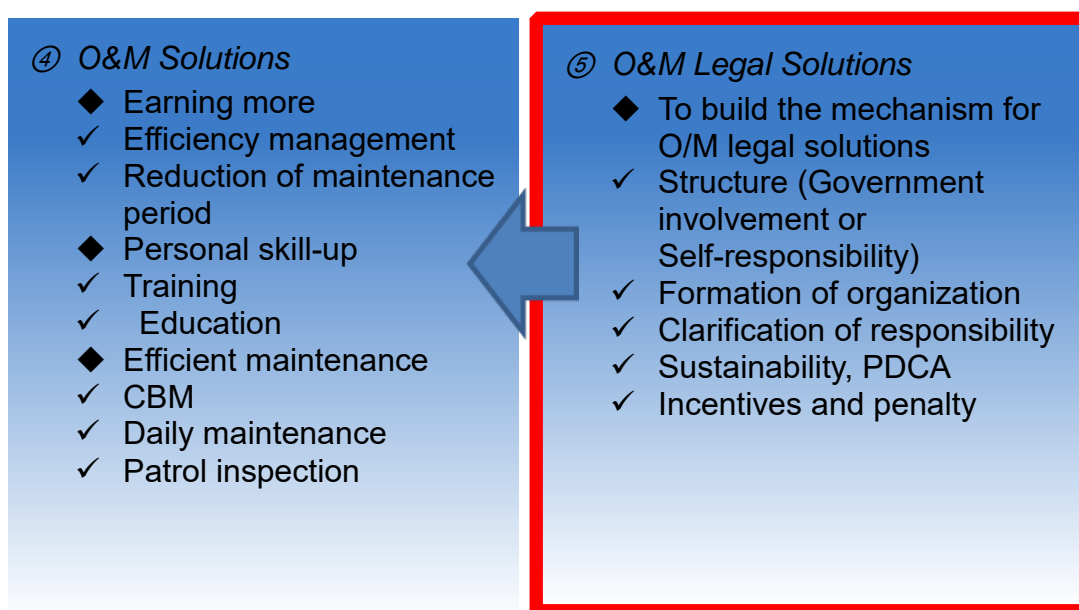 ④ O&M Solutions
◆ Earning more
✓ Efficiency management
✓ Reduction of maintenance
period
◆ Personal skill-up
✓ Training
✓ Education
◆ Efficient maintenance
✓ CBM
✓ Daily maintenance
✓ Patrol inspection
⑤ O&M Legal Solutions
◆ To build the mechanism for
O/M legal solutions
✓ Structure (Government
involvement or
Self-responsibility)
✓ Formation of organization
✓ Clarification of responsibility
✓ Sustainability, PDCA
✓ Incentives and penalty